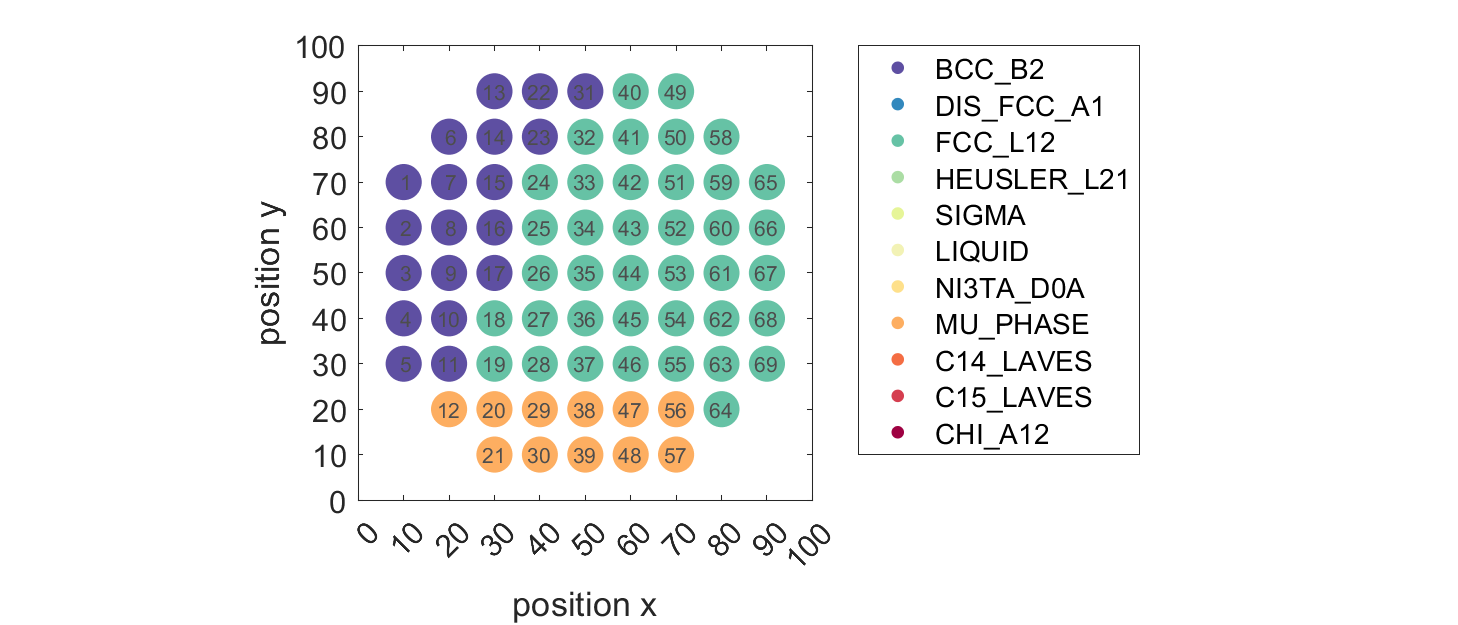 100
90
80
70
60
50
40
30
20
10
0
position y
13 22 31 40 49
6 14 23 32 41 50 58
1 7 15 24 33 42 51 59 65
2 8 16 25 34 43 52 60 66
3 9 17 26 35 44 53 61 67
4 10 18 27 36 45 54 62 68
5 11 19 28 37 46 55 63 69
12 20 29 38 47 56 64
21 30 39 48 57
0 10 20 30 40 50 60 70 80 90 100
position x
BCC_B2
DIS_FCC_A1
FCC_L12
HEUSLER_L21
SIGMA
LIQUID
NI3TA_D0A
MU_PHASE
C14_LAVES
C15_LAVES
CHI_A12